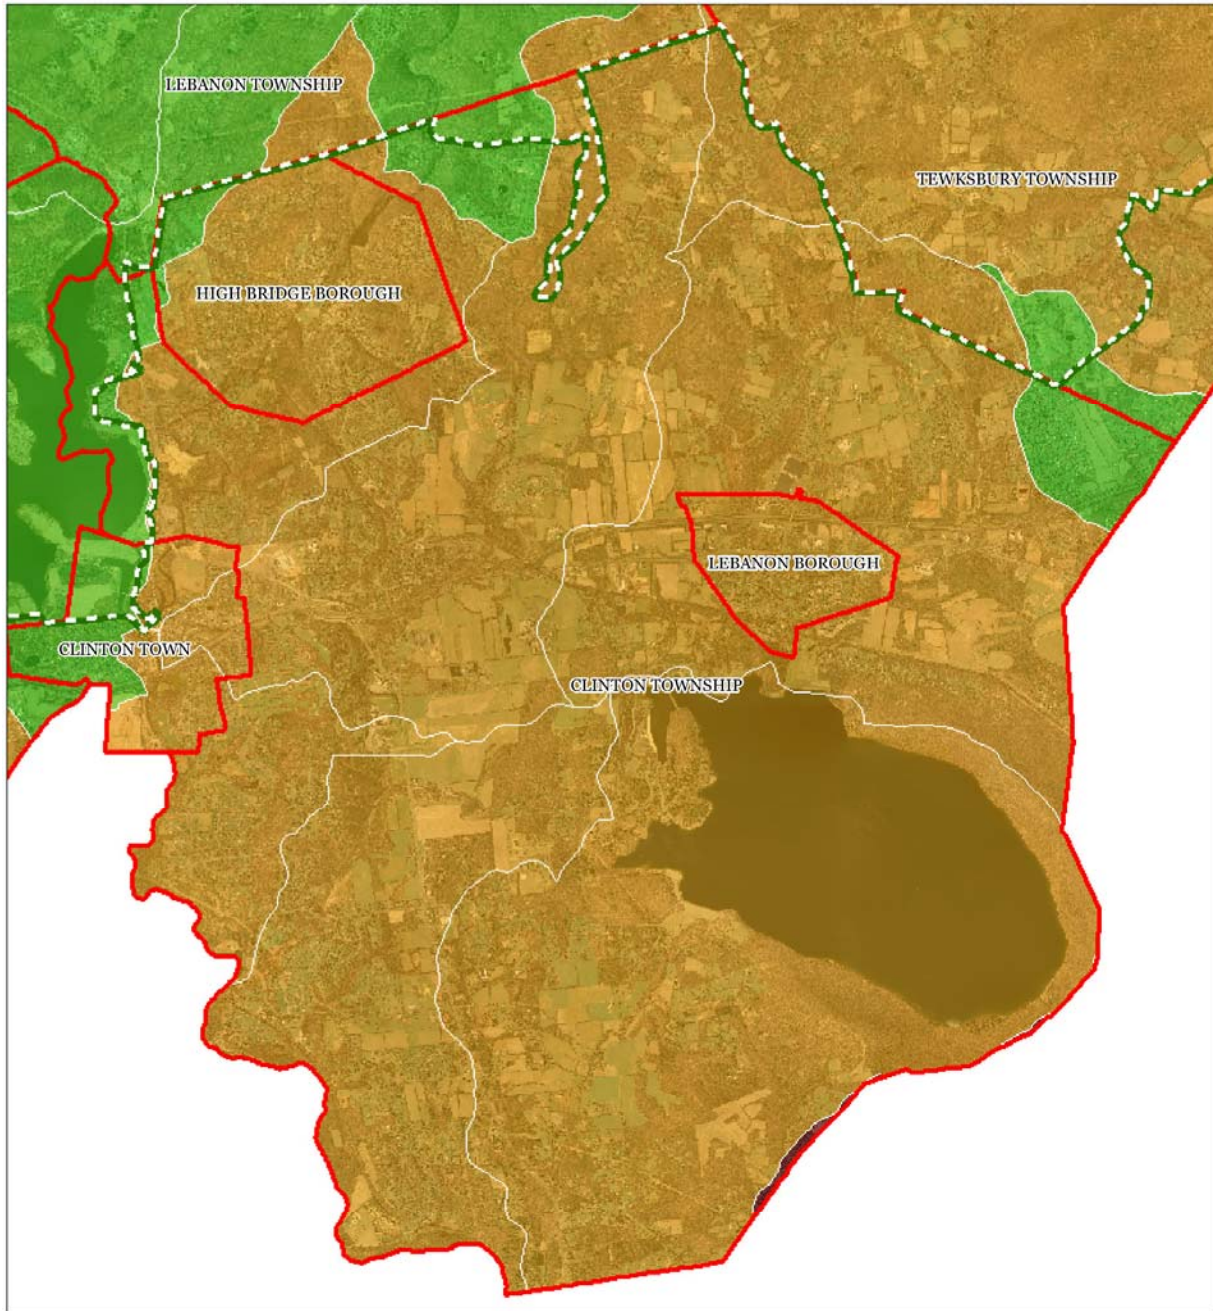 LEBANON TOWNSHIP
TEWKSBURY TOWNSHIP
HIGH BRIDGE BOROUGH
LEBANON BOROUGH
CLINTON TOWN
CLINTON TOWNSHIP